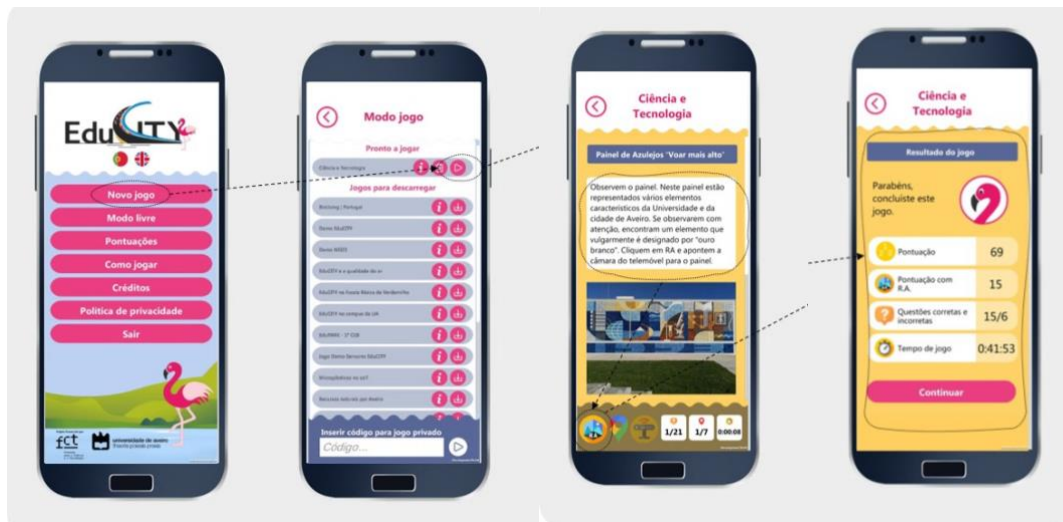 EduCITY
Novo jogo
Modo livre
Pontuações
Como jogar
Créditos
Política de privacidade
Sair
fct
universidade de aveiro
Modo jogo
Pronto a jogar
Ciência e Tecnologia
Jogos para descarregar
Demo EduCITY
EduCITY e a qualidade do ar
EduCITY no campus da UA
Jogo Demo Sensores EduCITY
Inserir código para jogo privado
Código...
Ciência e
Tecnologia
Painel de Azulejos "Voar mais alto"
Observem o painel. Neste painel estão
representados vários elementos
característicos da Universidade e da
cidade de Aveiro. Se observarem com
atenção, encontram um elemento que
vulgarmente é designado por "ouro
branco". Cliquem em RA e apontem a
câmara do telemóvel para o painel.
1/21 1/7 0:00:08
Ciência e
Tecnologia
Resultado do jogo
Parabéns,
concluíste este
jogo.
Pontuação 69
Pontuação com
R.A. 15
Questões corretas e
incorretas 15/6
Tempo de jogo 0:41:53
Continuar